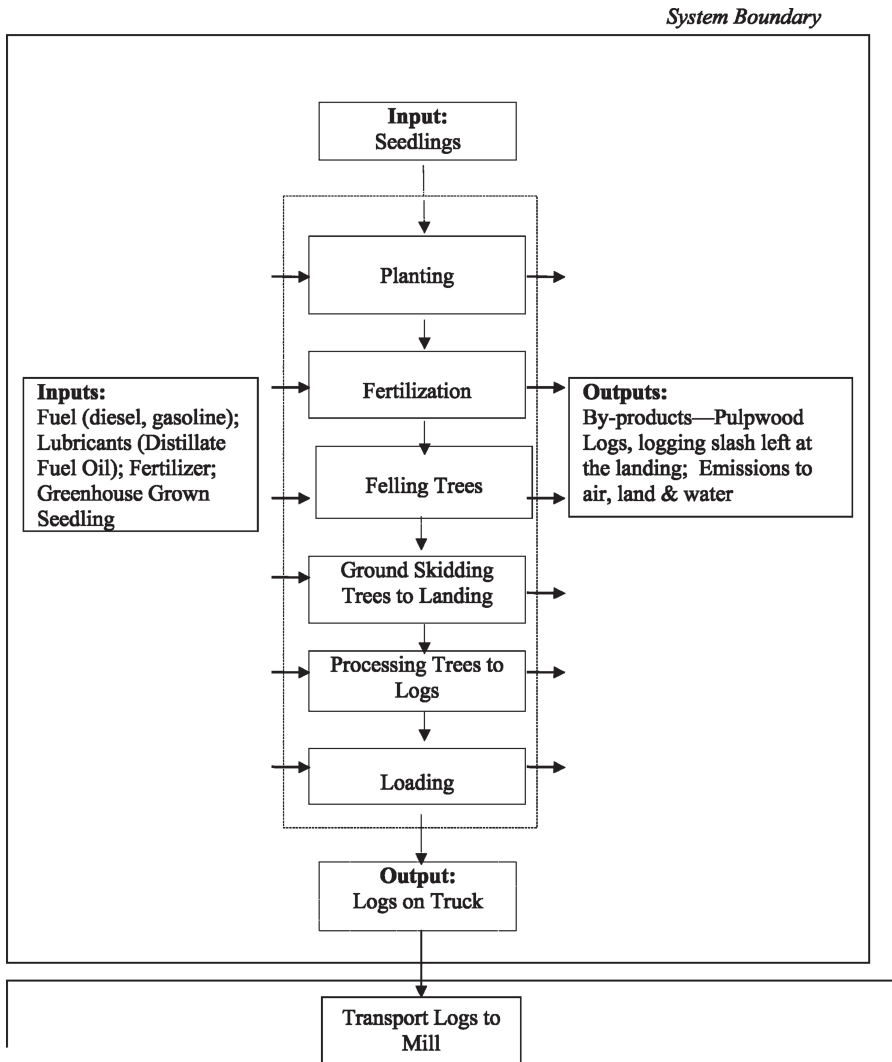 System Boundary
Input:
Seedlings
Planting
Fertilization
Inputs:
Fuel (diesel, gasoline);
Lubricants (Distillate
Fuel Oil); Fertilizer;
Greenhouse Grown
Seedling
Outputs:
By-products—Pulpwood
Logs, logging slash left at
the landing; Emissions to
air, land & water
Felling Trees
Ground Skidding
Trees to Landing
Processing Trees to
Logs
Loading
Output:
Logs on Truck
Transport Logs to
Mill